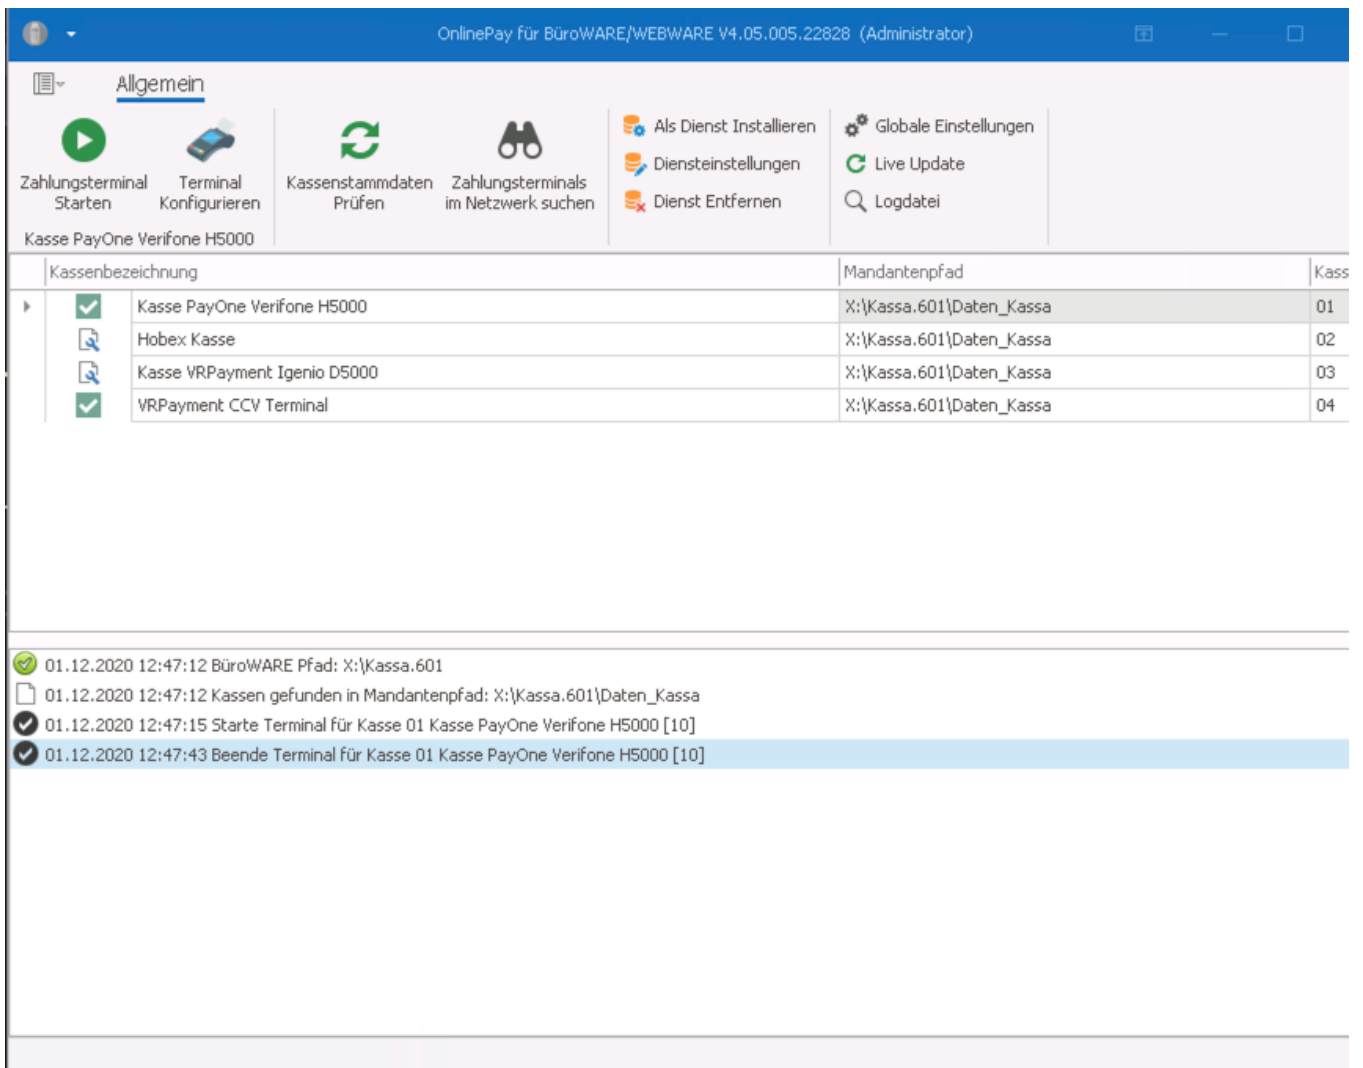 OnlinePay für BüroWARE/WEBWARE V4.05.005.22828 (Administrator)
Allgemein
Zahlungsterminal
Starten
Terminal
Konfigurieren
Kassenstammdaten
Prüfen
Zahlungsterminals
im Netzwerk suchen
Als Dienst Installieren
Diensteinstellungen
Dienst Entfernen
Globale Einstellungen
Live Update
Logdatei
Kasse PayOne Verifone H5000
Kassenbezeichnung Mandantenpfad Kass
Kasse PayOne Verifone H5000 X:\Kassa.601\Daten_Kassa 01
Hobex Kasse X:\Kassa.601\Daten_Kassa 02
Kasse VRPayment Igenio D5000 X:\Kassa.601\Daten_Kassa 03
VRPayment CCV Terminal X:\Kassa.601\Daten_Kassa 04
01.12.2020 12:47:12 BüroWARE Pfad: X:\Kassa.601
01.12.2020 12:47:12 Kassen gefunden in Mandantenpfad: X:\Kassa.601\Daten_Kassa
01.12.2020 12:47:15 Starte Terminal für Kasse 01 Kasse PayOne Verifone H5000 [10]
01.12.2020 12:47:43 Beende Terminal für Kasse 01 Kasse PayOne Verifone H5000 [10]